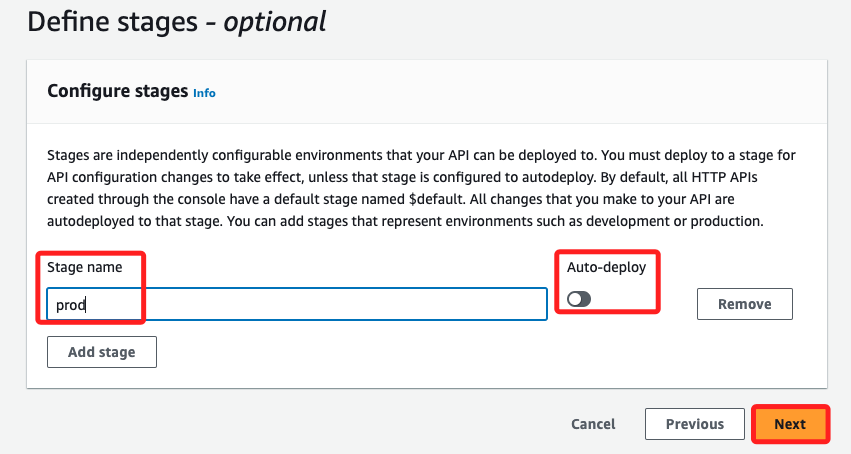 Define stages - optional
Configure stages Info
Stages are independently configurable environments that your API can be deployed to. You must deploy to a stage for
API configuration changes to take effect, unless that stage is configured to autodeploy. By default, all HTTP APIs
created through the console have a default stage named $default. All changes that you make to your API are
autodeployed to that stage. You can add stages that represent environments such as development or production.
Stage name
Auto-deploy
prod
Remove
Add stage
Cancel
Previous
Next